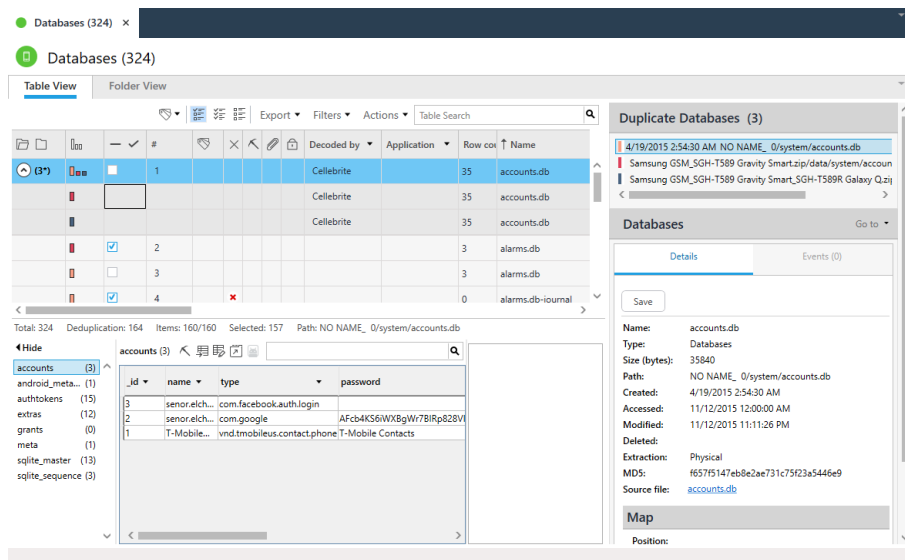 Databases (324) ×
Databases (324)
Table View Folder View
Export Filters Actions Table Search
# Decoded by Application Row cou Name
(3*) 1 Cellebrite 35 accounts.db
Cellebrite 35 accounts.db
Cellebrite 35 accounts.db
2 3 alarms.db
3 3 alarms.db
4 0 alarms.db-journal
Total: 324 Deduplication: 164 Items: 160/160 Selected: 157 Path: NO NAME_ 0/system/accounts.db
Hide
accounts (3)
android_meta... (1)
authtokens (15)
extras (12)
grants (0)
meta (1)
sqlite_master (13)
sqlite_sequence (3)
accounts (3)
_id name type password
3 senor.elch... com.facebook.auth.login
2 senor.elch... com.google
1 T-Mobile... vnd.tmobileus.contact.phone T-Mobile Contacts
Duplicate Databases (3)
4/19/2015 2:54:30 AM NO NAME_ 0/system/accoun
Samsung GSM_SGH-T589 Gravity Smart.zip/data/system/accoun
Samsung GSM_SGH-T589 Gravity Smart_SGH-T589R Galaxy Q.zip
Databases Go to
Details Events (0)
Save
Name: accounts.db
Type: Databases
Size (bytes): 35840
Path: NO NAME_ 0/system/accounts.db
Created: 4/19/2015 2:54:30 AM
Accessed: 11/12/2015 12:00:00 AM
Modified: 11/12/2015 11:11:26 PM
Deleted:
Extraction: Physical
MD5: f657f5147eb8e2ae731c75f23a5446e9
Source file: accounts.db
Map
Position: